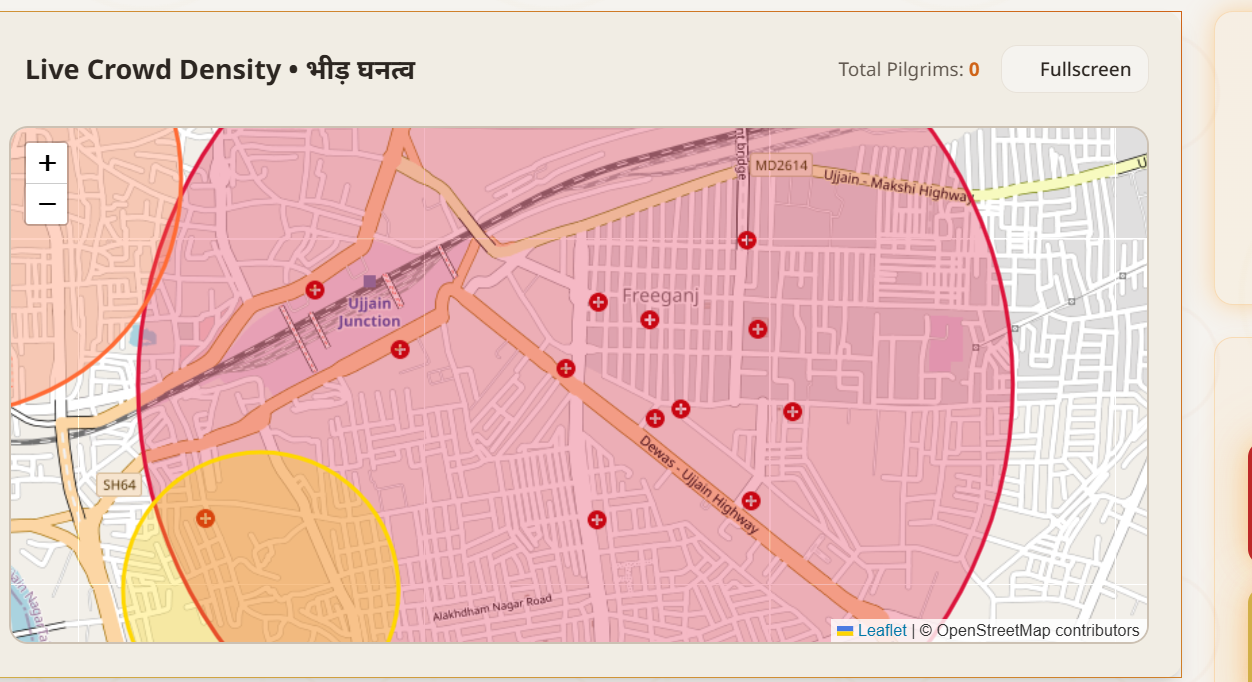 Live Crowd Density • भीड़ घनत्व
Total Pilgrims: 0
Fullscreen
+
−
MD2614
Ujjain - Makshi Highway
Ujjain
Junction
Freeganj
Dewas - Ujjain Highway
SH64
Alakhdham Nagar Road
Leaflet | © OpenStreetMap contributors